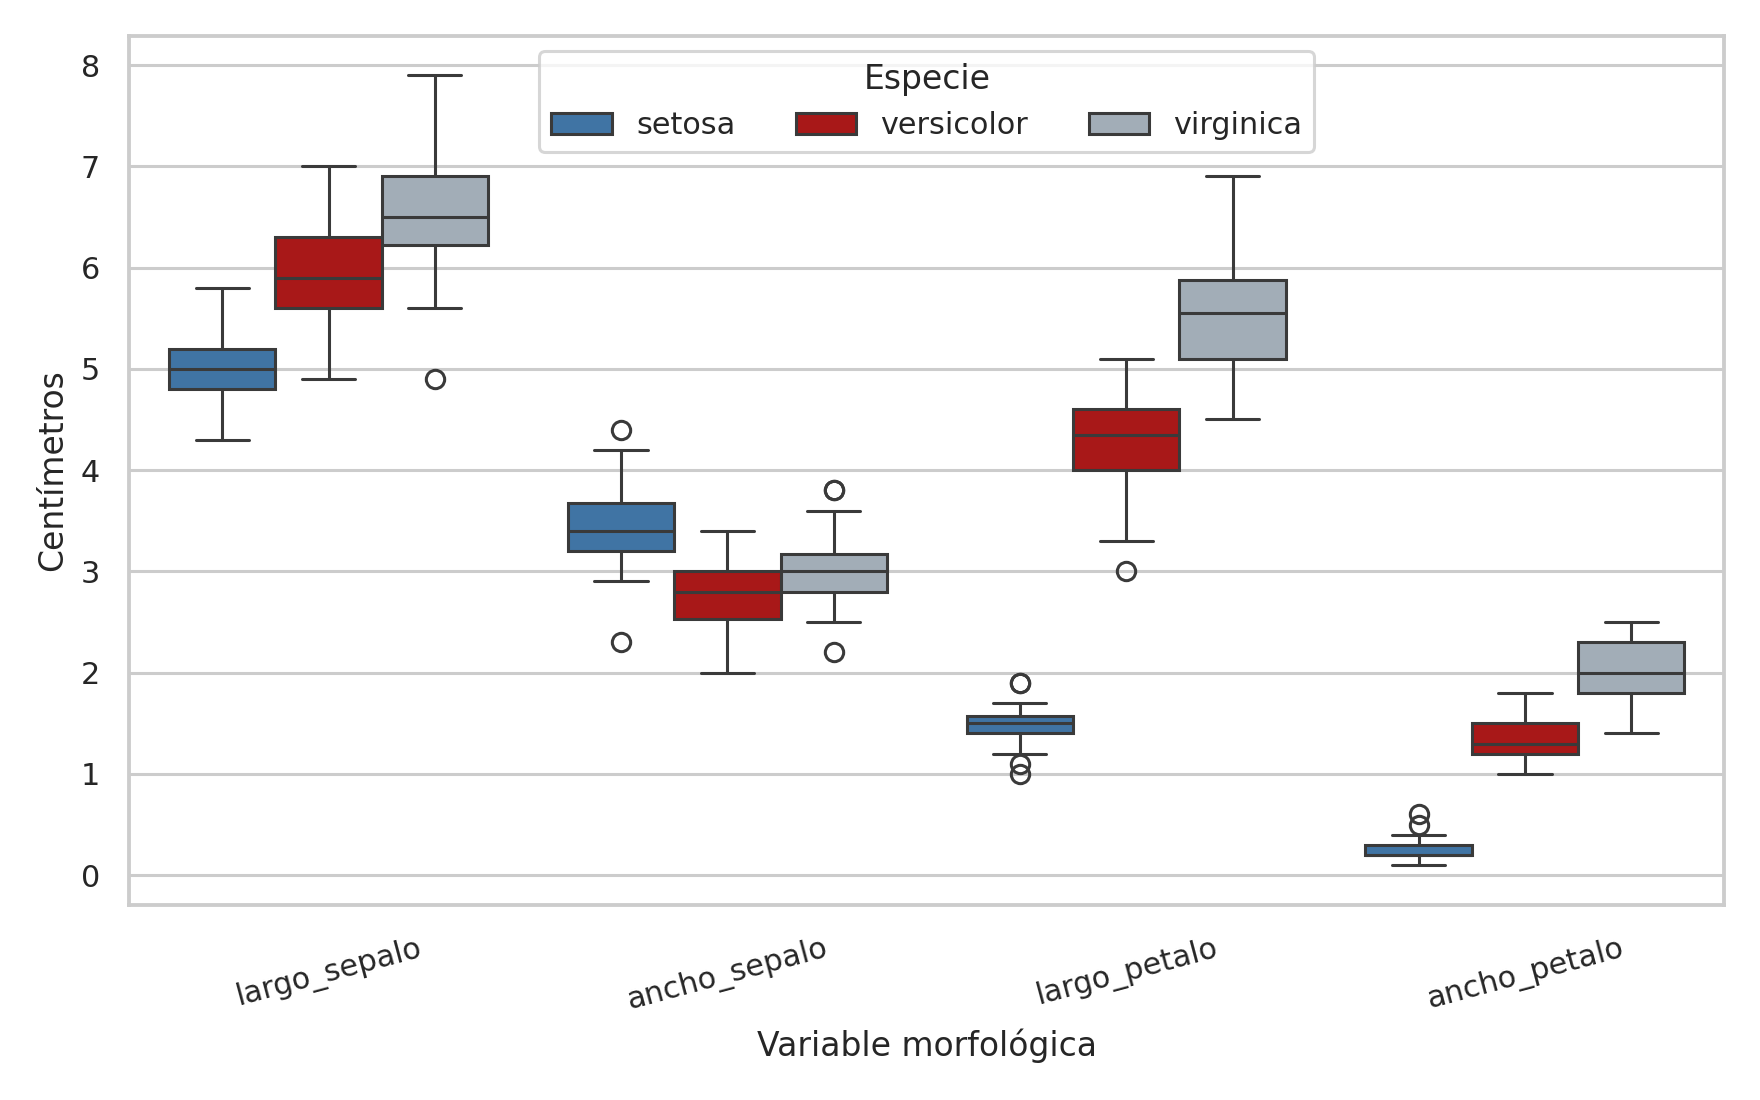 Especie
setosa versicolor virginica
Centímetros
8
7
6
5
4
3
2
1
0
largo_sepalo ancho_sepalo largo_petalo ancho_petalo
Variable morfológica